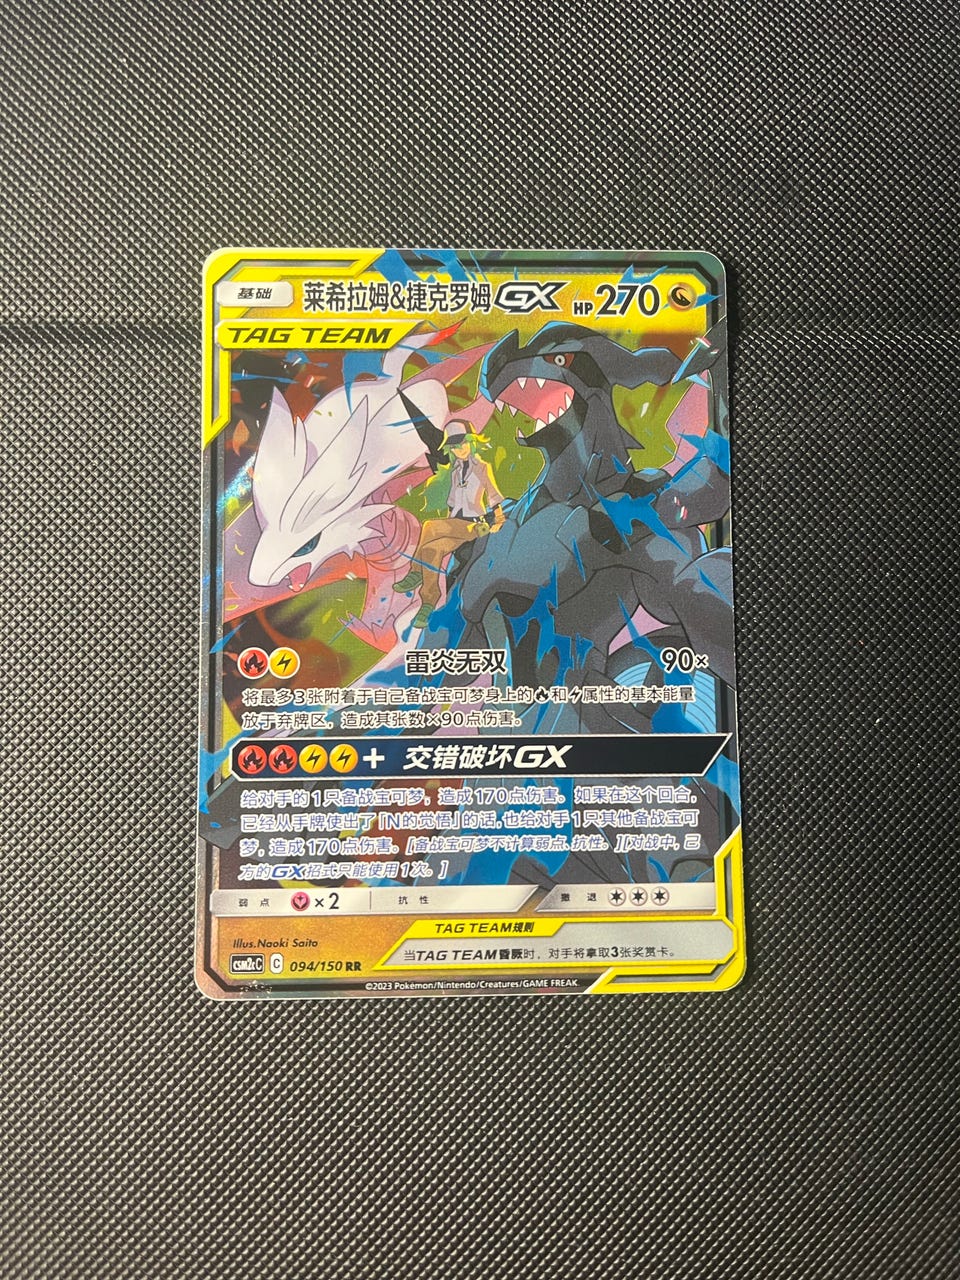 基础 莱希拉姆&捷克罗姆GX HP270
TAG TEAM
雷炎无双 90×
将最多3张附着于自己备战宝可梦身上的和属性的基本能量
放于弃牌区，造成其张数×90点伤害。
+ 交错破坏GX
给对手的1只备战宝可梦，造成170点伤害。如果在这个回合，
已经从手牌使出了「N的觉悟」的话，也给对手1只其他备战宝可
梦，造成170点伤害。[备战宝可梦不计算弱点、抗性。][对战中，己
方的GX招式只能使用1次。]
弱点 ×2 抗性 撤退
TAG TEAM规则
当TAG TEAM昏厥时，对手将拿取3张奖赏卡。
Illus.Naoki Saito
CSM2cC C 094/150 RR
©2023 Pokémon/Nintendo/Creatures/GAME FREAK.